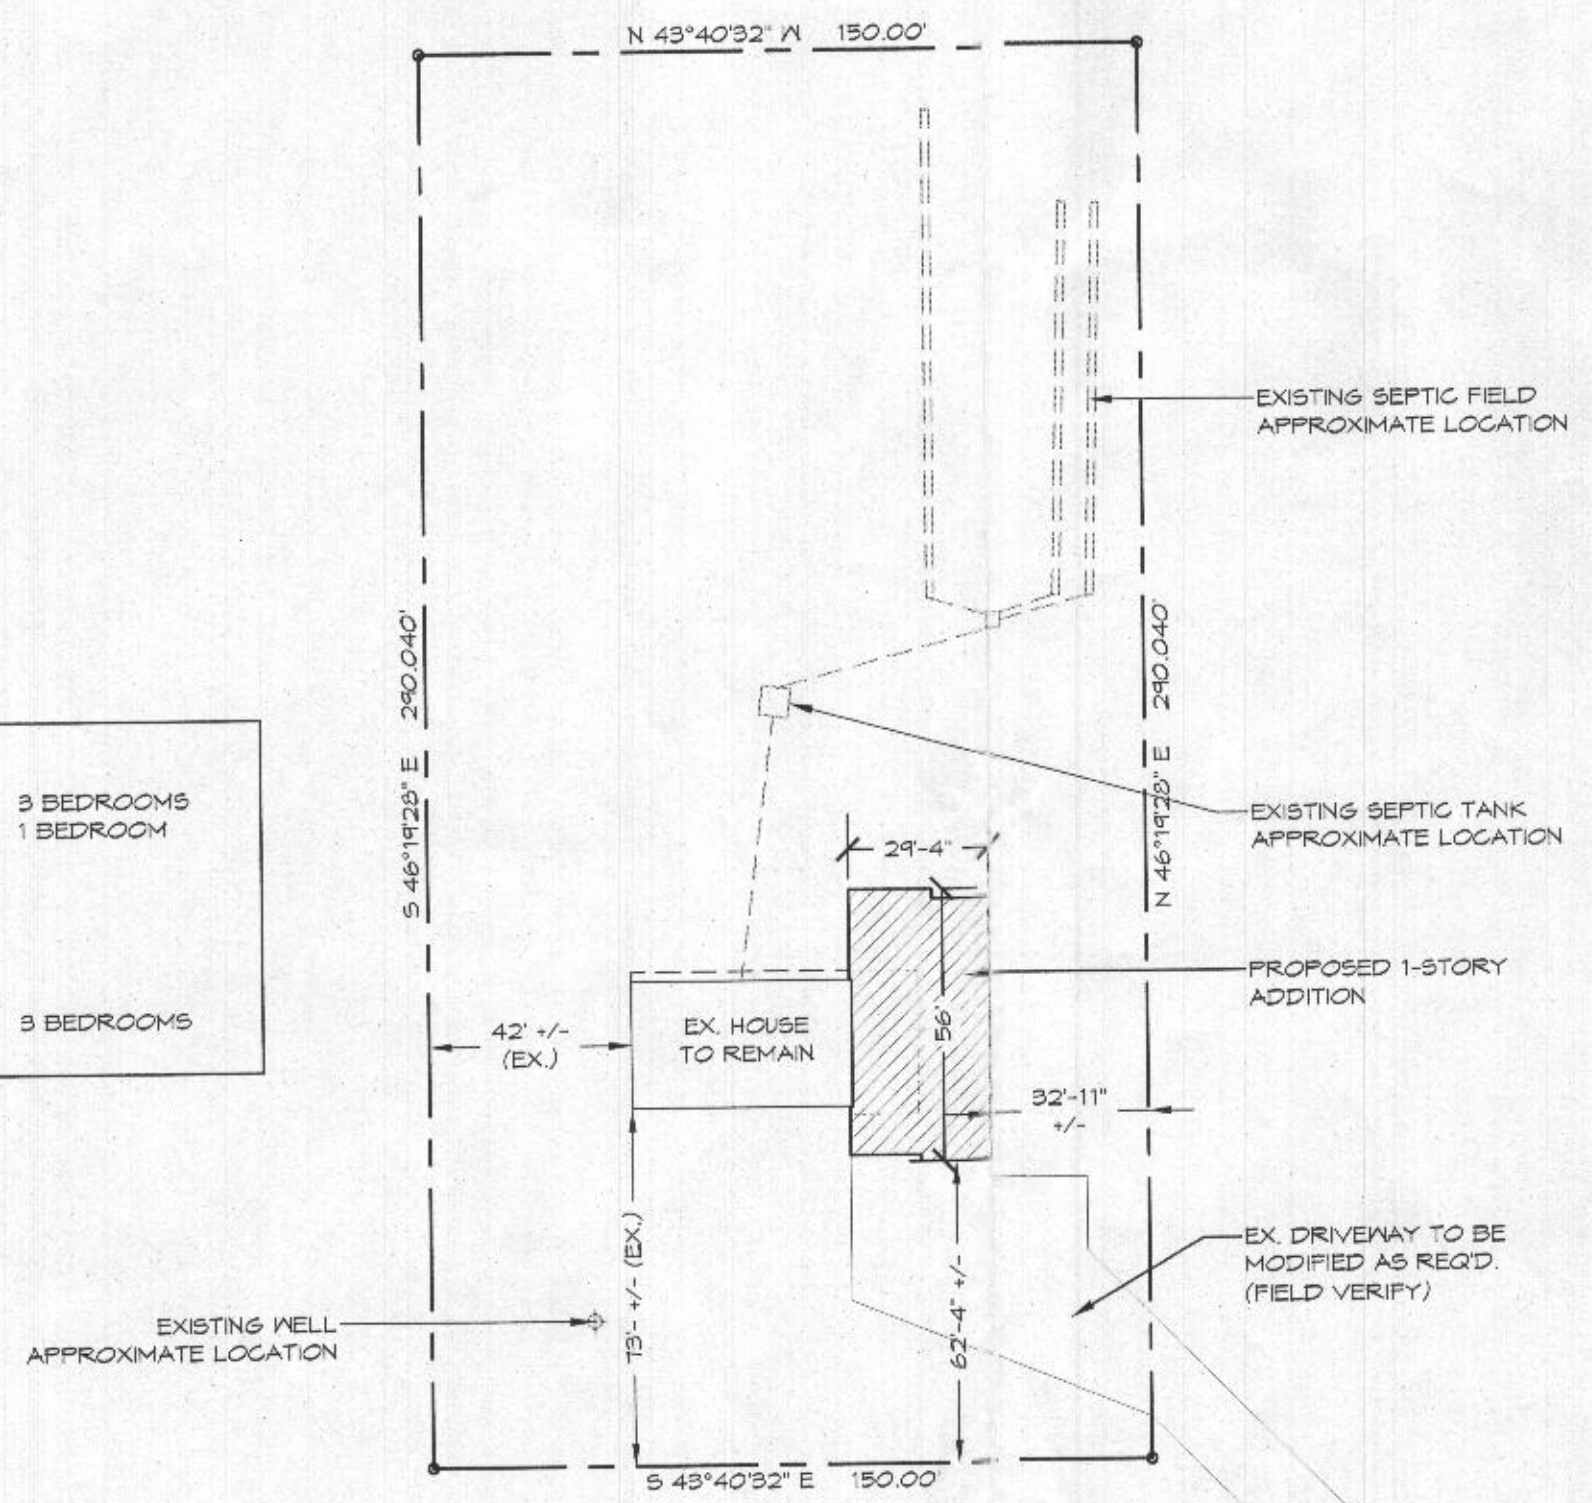 N 43°40'32" W 150.00'
EXISTING SEPTIC FIELD
APPROXIMATE LOCATION
S 46°19'28" E 290.040'
N 46°19'28" E 290.040'
3 BEDROOMS
1 BEDROOM
EXISTING SEPTIC TANK
APPROXIMATE LOCATION
29'-4"
PROPOSED 1-STORY
ADDITION
3 BEDROOMS
42' +/-
(EX.)
EX. HOUSE
TO REMAIN
56'
32'-11"
+/-
EX. DRIVEWAY TO BE
MODIFIED AS REQ'D.
(FIELD VERIFY)
73'- +/- (EX.)
62'-4" +/-
EXISTING WELL
APPROXIMATE LOCATION
S 43°40'32" E 150.00'